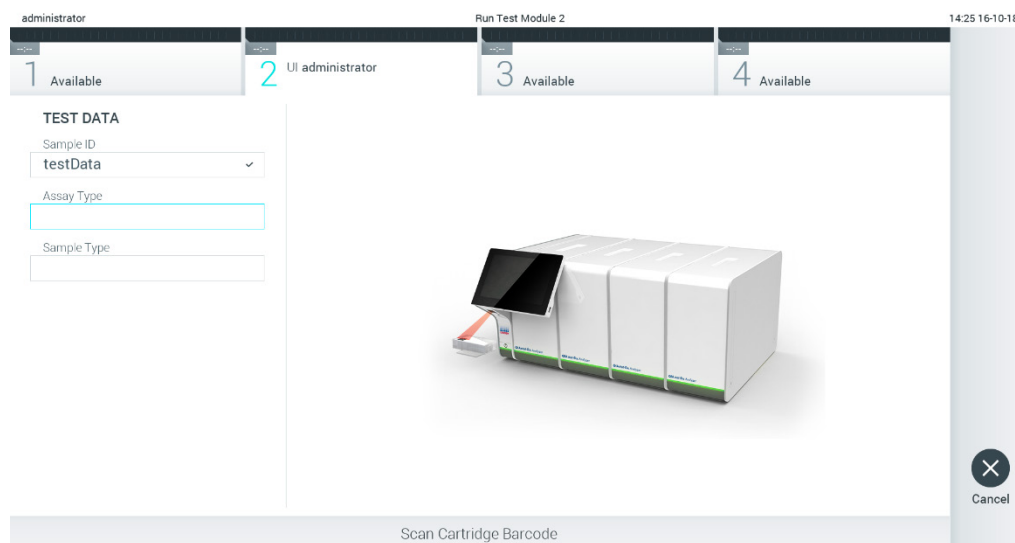 administrator
Run Test Module 2
14:25 16-10-18
--:--
--:--
--:--
--:--
1 Available
2 UI administrator
3 Available
4 Available
TEST DATA
Sample ID
testData
Assay Type
Sample Type
Cancel
Scan Cartridge Barcode